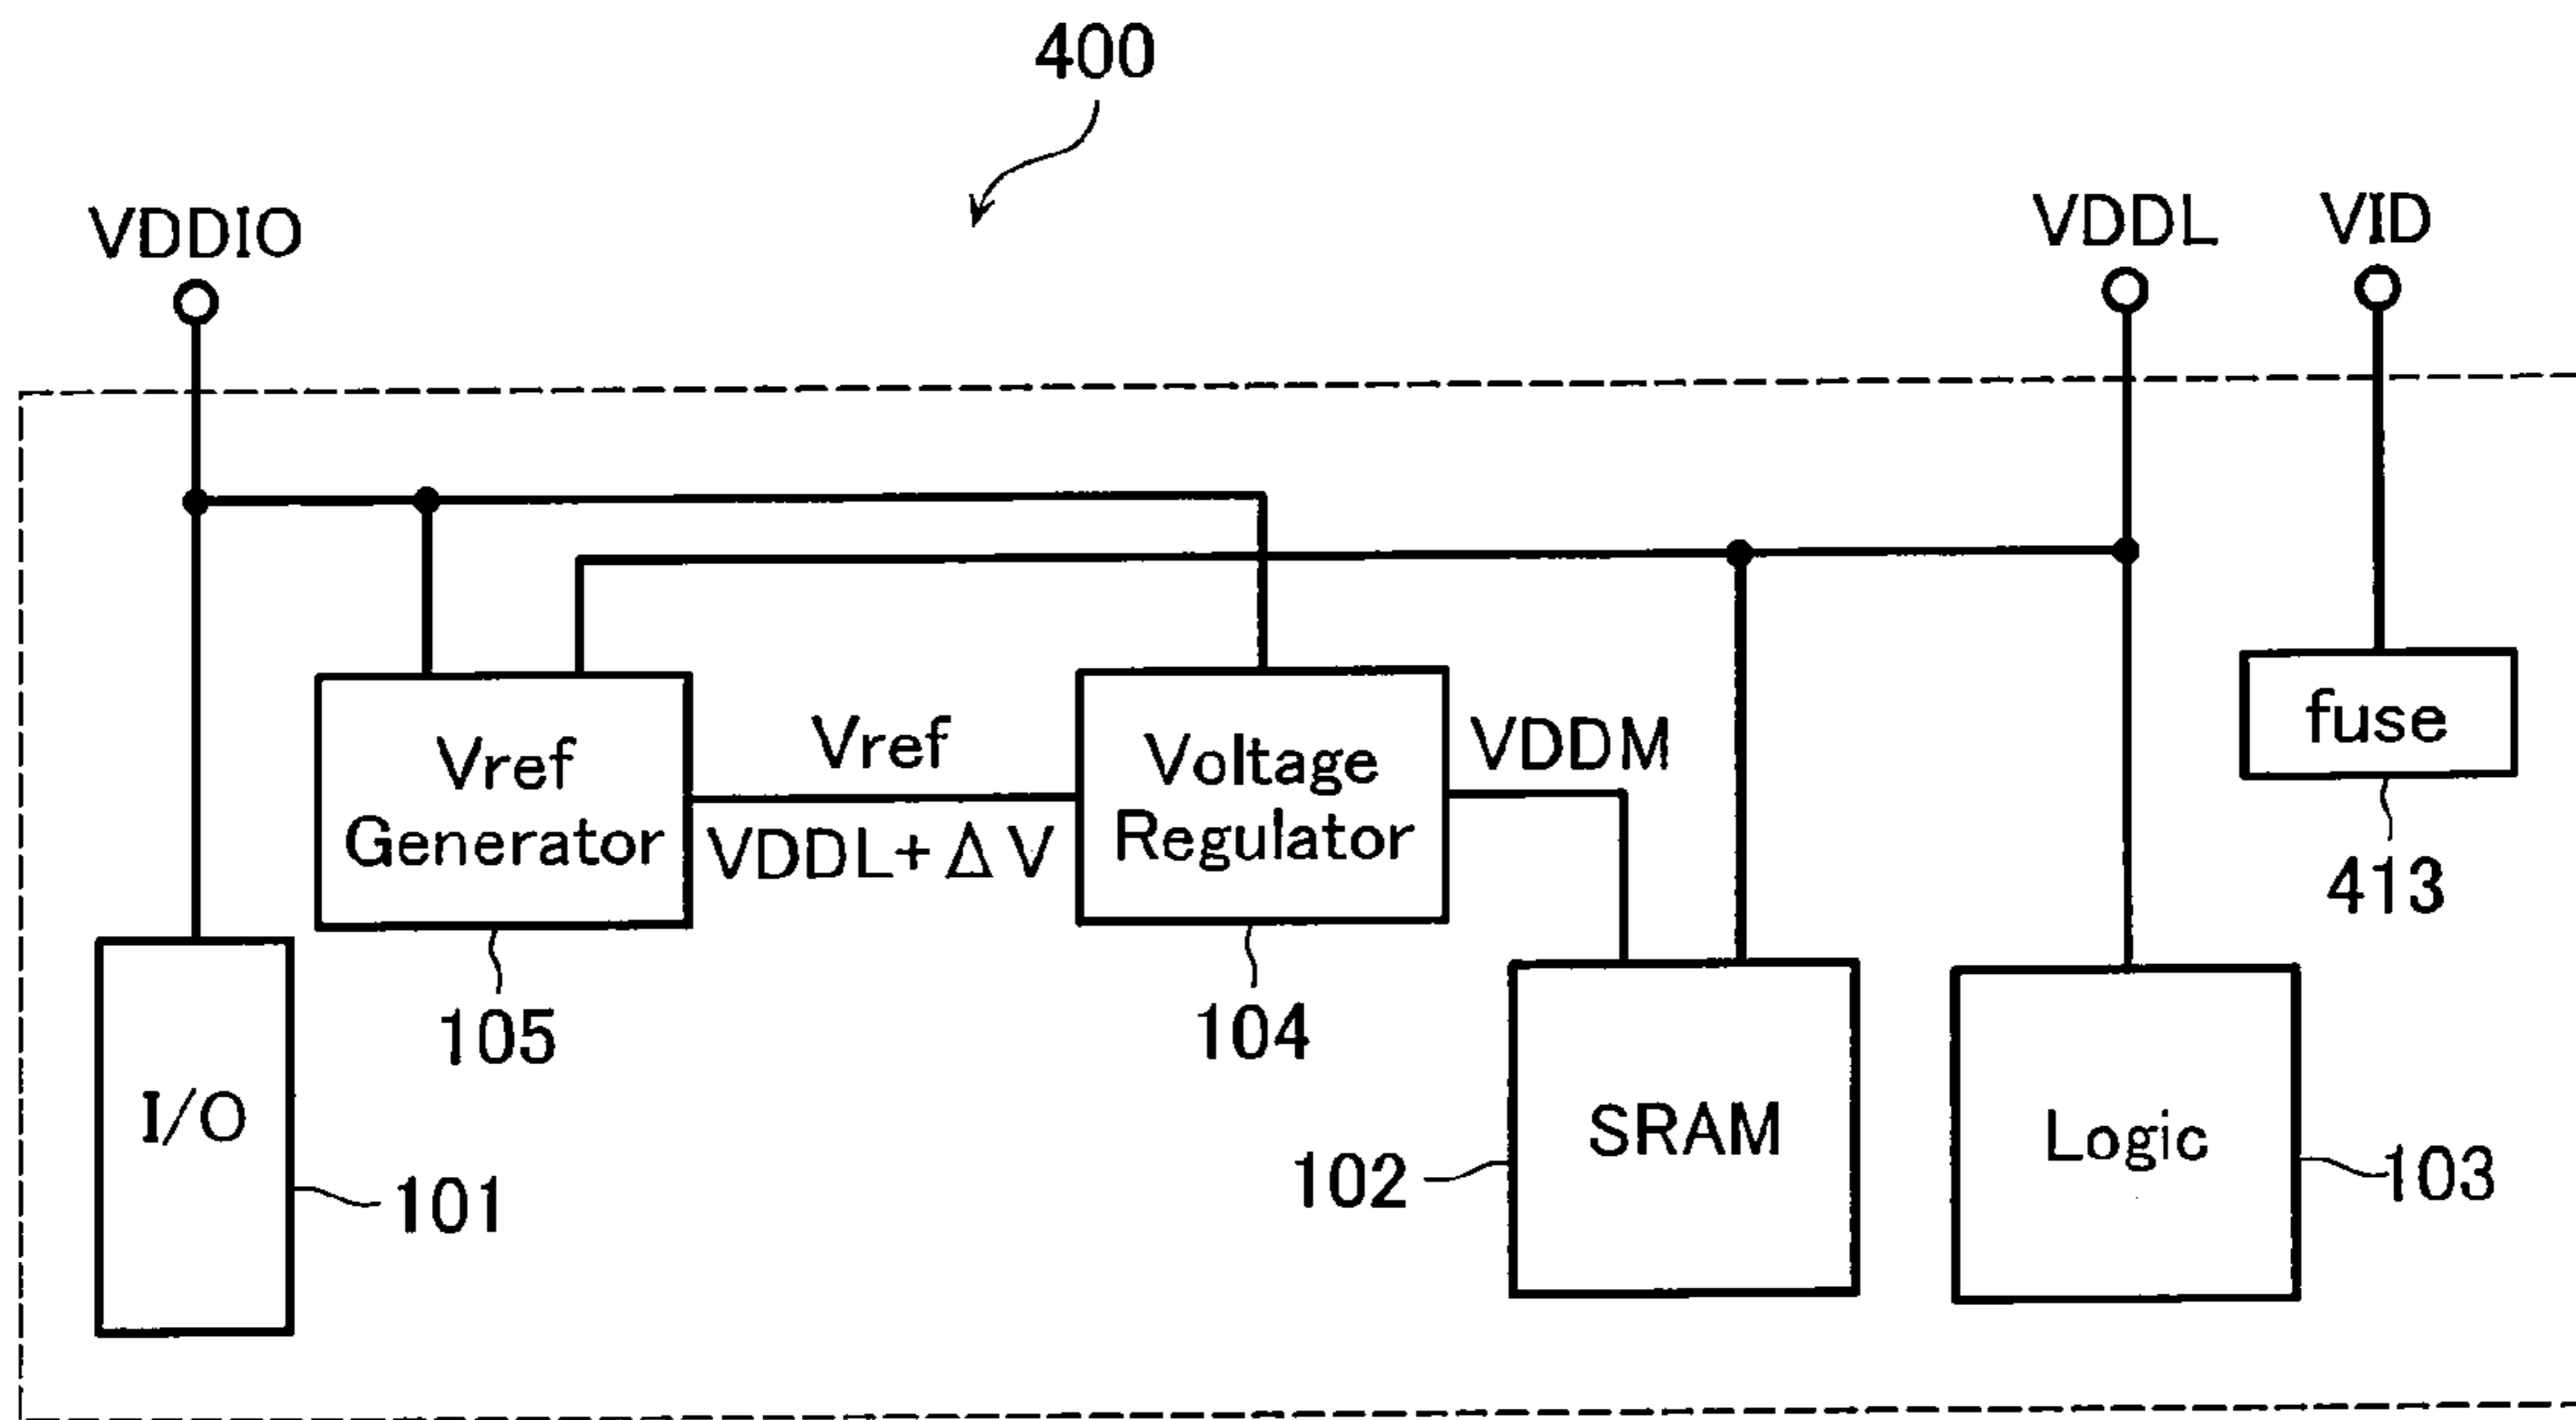 400
VDDIO
VDDL
VID
Vref
Generator
Vref
VDDL+ΔV
Voltage
Regulator
VDDM
fuse
413
105
104
I/O
101
SRAM
102
Logic
103